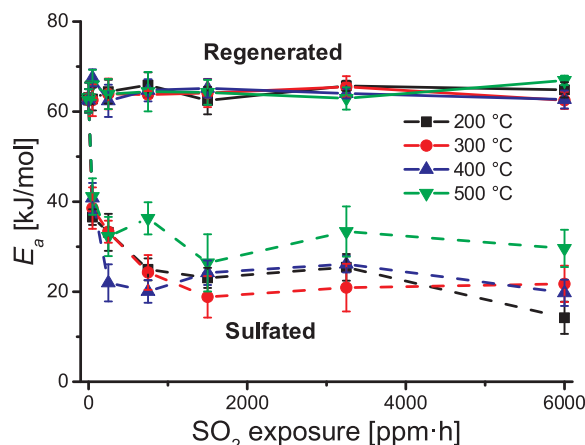 80
60
40
20
0
0
2000
4000
6000
Eₐ [kJ/mol]
SO₂ exposure [ppm·h]
Regenerated
200 °C
300 °C
400 °C
500 °C
Sulfated